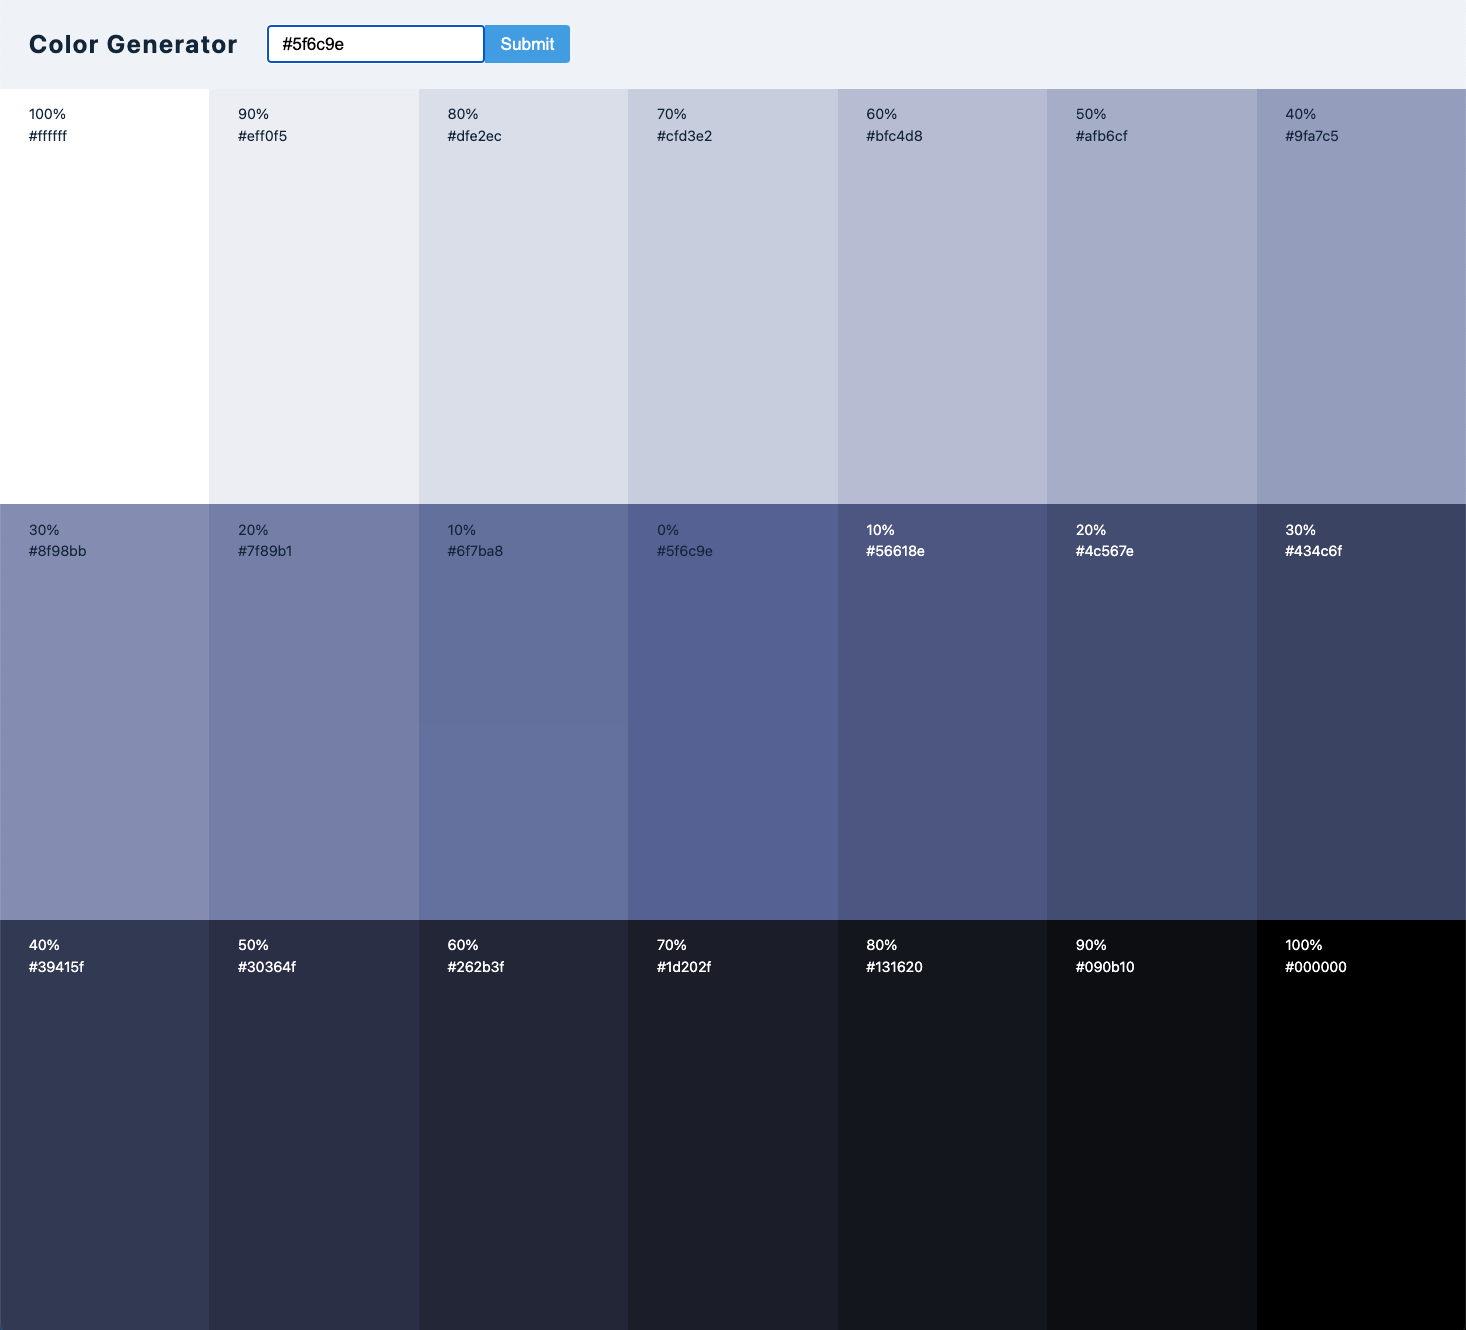 Color Generator
#5f6c9e
Submit
100%
#ffffff
90%
#eff0f5
80%
#dfe2ec
70%
#cfd3e2
60%
#bfc4d8
50%
#afb6cf
40%
#9fa7c5
30%
#8f98bb
20%
#7f89b1
10%
#6f7ba8
0%
#5f6c9e
10%
#56618e
20%
#4c567e
30%
#434c6f
40%
#39415f
50%
#30364f
60%
#262b3f
70%
#1d202f
80%
#131620
90%
#090b10
100%
#000000